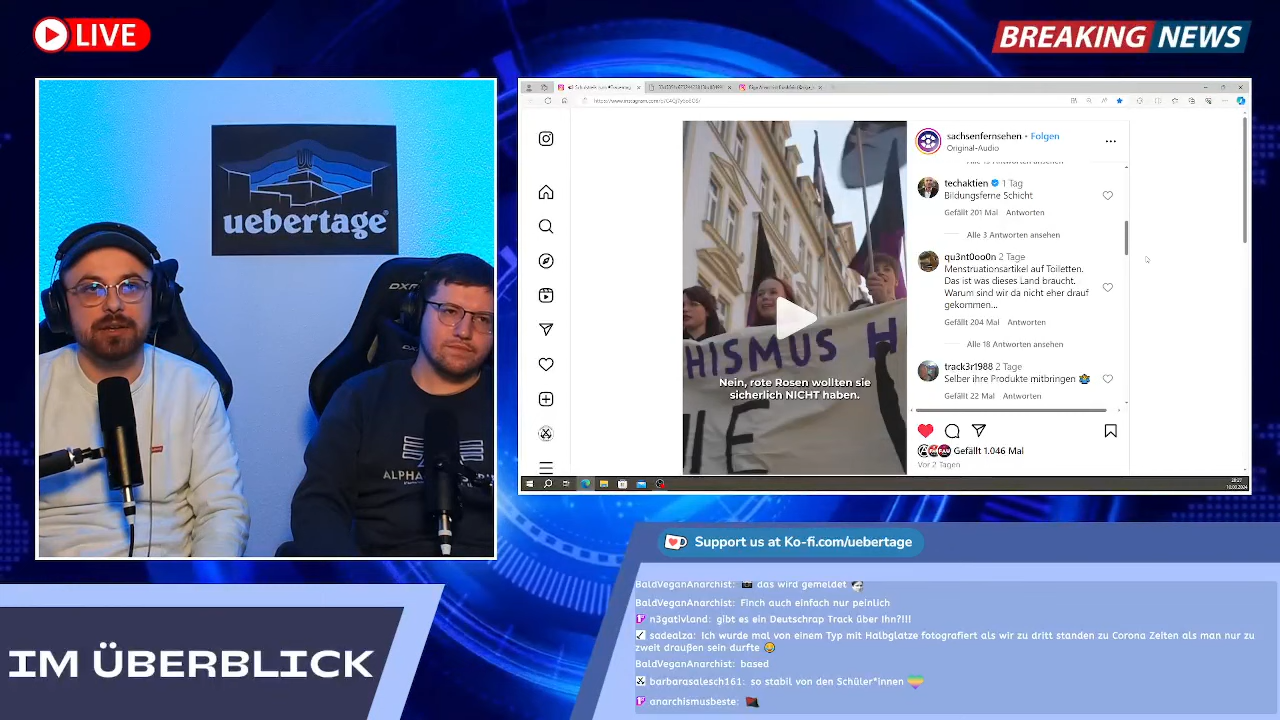 LIVE
BREAKING NEWS
uebertage
DXR
ALPHA
sachsenfernsehen • Folgen
Original-Audio
techaktien 1 Tag
Bildungsferne Schicht
Gefällt 201 Mal Antworten
Alle 3 Antworten ansehen
qu3nt0oo0n 2 Tage
Menstruationsartikel auf Toiletten.
Das ist was dieses Land braucht.
Warum sind wir da nicht eher drauf
gekommen...
Gefällt 204 Mal Antworten
Alle 18 Antworten ansehen
track3r1988 2 Tage
Selber ihre Produkte mitbringen
Gefällt 22 Mal Antworten
Gefällt 1.046 Mal
Vor 2 Tagen
HISMUS H
Nein, rote Rosen wollten sie
sicherlich NICHT haben.
Support us at Ko-fi.com/uebertage
BaldVeganAnarchist: das wird gemeldet
BaldVeganAnarchist: Finch auch einfach nur peinlich
n3gativland: gibt es ein Deutschrap Track über Ihn?!!!
sadealza: Ich wurde mal von einem Typ mit Halbglatze fotografiert als wir zu dritt standen zu Corona Zeiten als man nur zu
zweit draußen sein durfte
BaldVeganAnarchist: based
barbarasalesch161: so stabil von den Schüler*innen
anarchismusbeste:
IM ÜBERBLICK